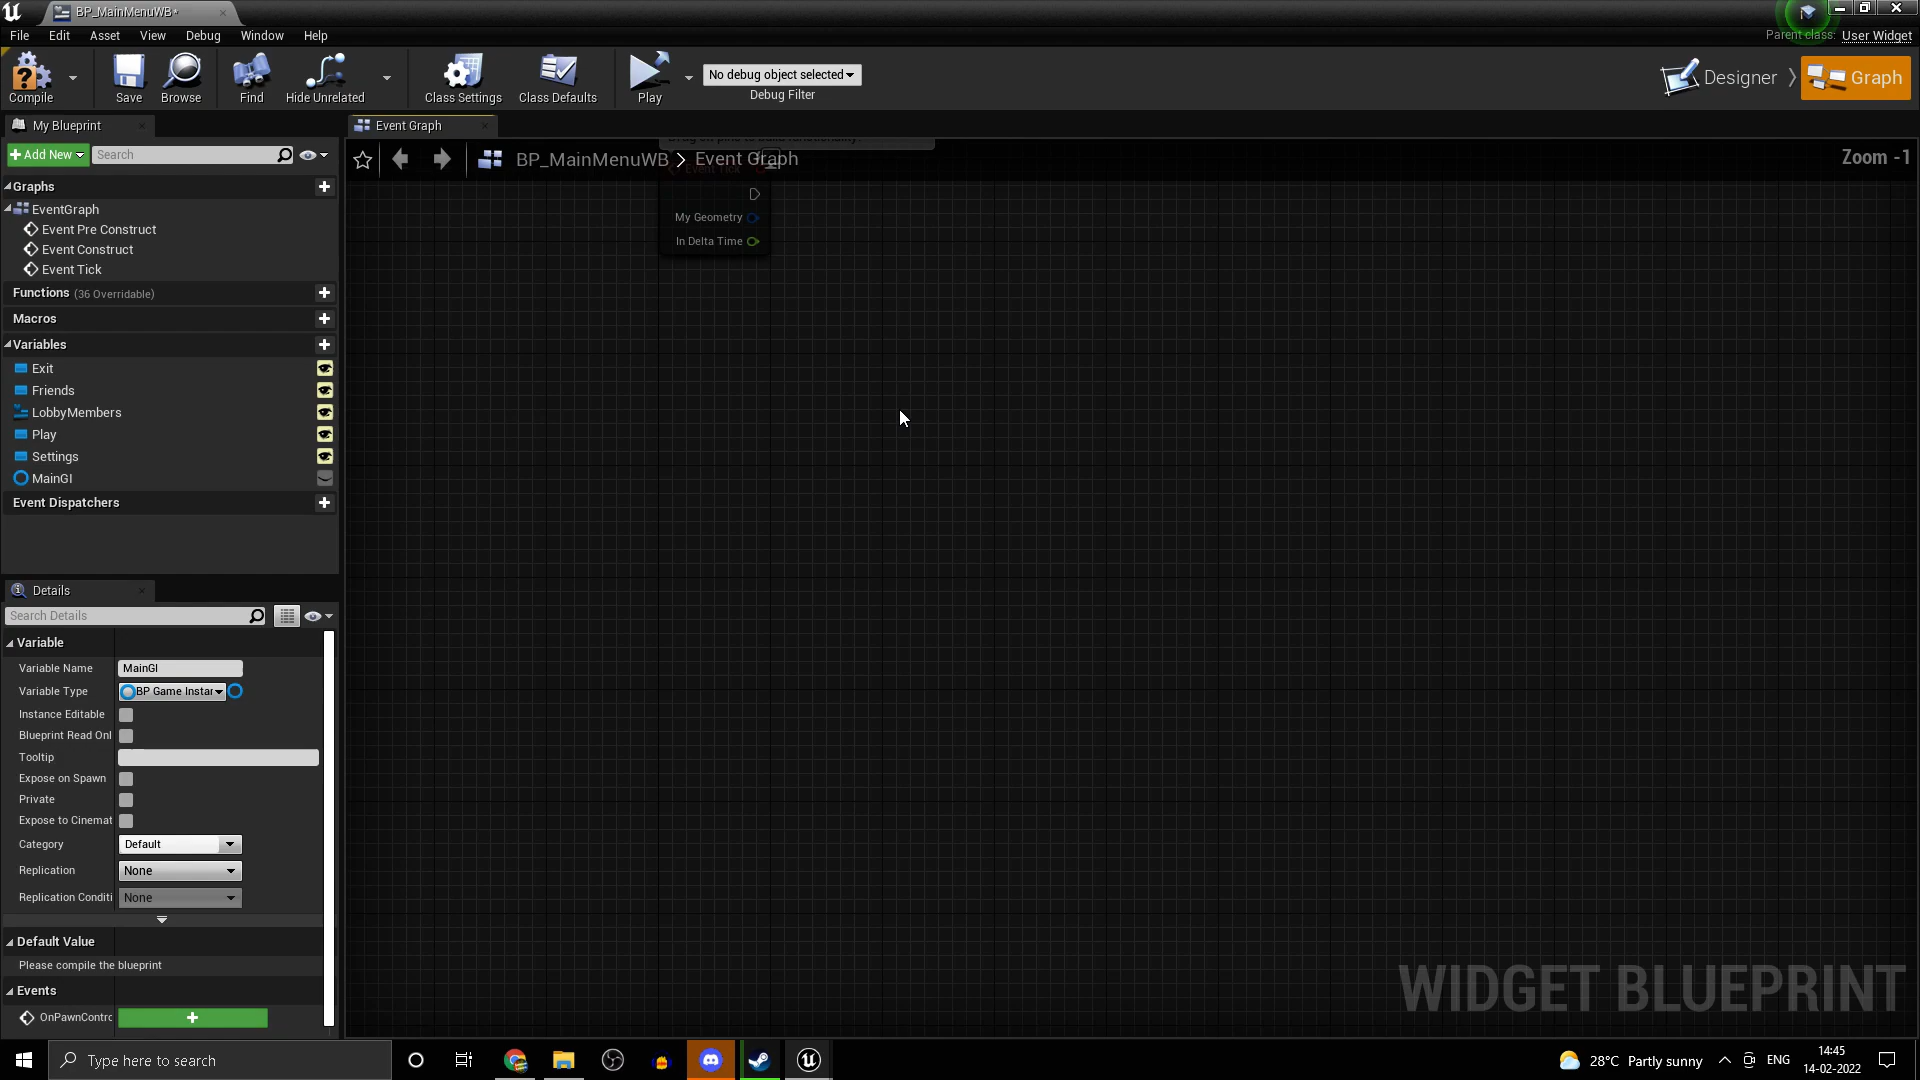 BP_MainMenuWB*
File Edit Asset View Debug Window Help
Parent class: User Widget
Compile Save Browse Find Hide Unrelated Class Settings Class Defaults Play
No debug object selected
Debug Filter
Designer Graph
My Blueprint
Event Graph
Add New Search
BP_MainMenuWB > Event Graph
Zoom -1
Event Tick
My Geometry
In Delta Time
Graphs
EventGraph
Event Pre Construct
Event Construct
Event Tick
Functions (36 Overridable)
Macros
Variables
Exit
Friends
LobbyMembers
Play
Settings
MainGI
Event Dispatchers
Details
Search Details
Variable
Variable Name MainGI
Variable Type BP Game Instar
Instance Editable
Blueprint Read Onl
Tooltip
Expose on Spawn
Private
Expose to Cinemat
Category Default
Replication None
Replication Conditi None
Default Value
Please compile the blueprint
Events
OnPawnContrc
WIDGET BLUEPRINT
Type here to search
28°C Partly sunny
ENG
14:45
14-02-2022